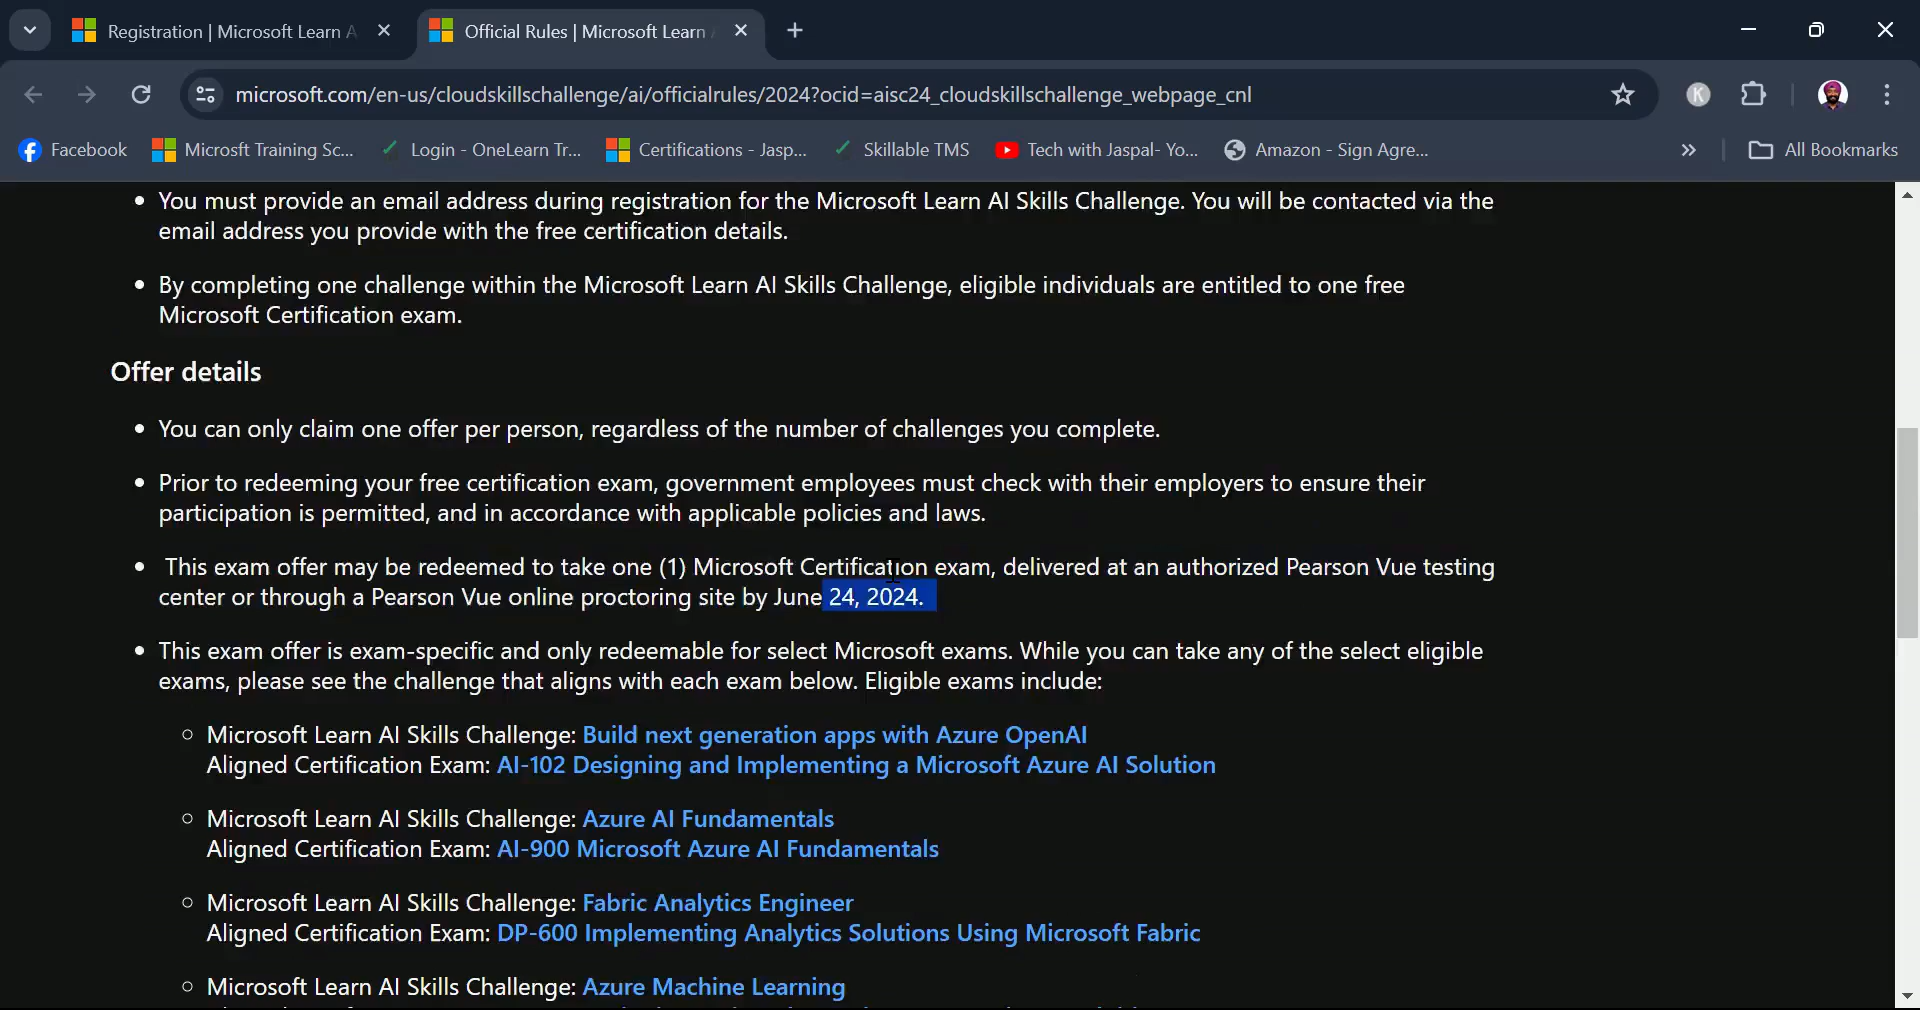 Registration | Microsoft Learn A
Official Rules | Microsoft Learn
microsoft.com/en-us/cloudskillschallenge/ai/officialrules/2024?ocid=aisc24_cloudskillschallenge_webpage_cnl
K
Facebook
Microsft Training Sc...
Login - OneLearn Tr...
Certifications - Jasp...
Skillable TMS
Tech with Jaspal- Yo...
Amazon - Sign Agre...
All Bookmarks
• You must provide an email address during registration for the Microsoft Learn AI Skills Challenge. You will be contacted via the
email address you provide with the free certification details.
• By completing one challenge within the Microsoft Learn AI Skills Challenge, eligible individuals are entitled to one free
Microsoft Certification exam.
Offer details
• You can only claim one offer per person, regardless of the number of challenges you complete.
• Prior to redeeming your free certification exam, government employees must check with their employers to ensure their
participation is permitted, and in accordance with applicable policies and laws.
• This exam offer may be redeemed to take one (1) Microsoft Certification exam, delivered at an authorized Pearson Vue testing
center or through a Pearson Vue online proctoring site by June 24, 2024.
• This exam offer is exam-specific and only redeemable for select Microsoft exams. While you can take any of the select eligible
exams, please see the challenge that aligns with each exam below. Eligible exams include:
○ Microsoft Learn AI Skills Challenge: Build next generation apps with Azure OpenAI
Aligned Certification Exam: AI-102 Designing and Implementing a Microsoft Azure AI Solution
○ Microsoft Learn AI Skills Challenge: Azure AI Fundamentals
Aligned Certification Exam: AI-900 Microsoft Azure AI Fundamentals
○ Microsoft Learn AI Skills Challenge: Fabric Analytics Engineer
Aligned Certification Exam: DP-600 Implementing Analytics Solutions Using Microsoft Fabric
○ Microsoft Learn AI Skills Challenge: Azure Machine Learning